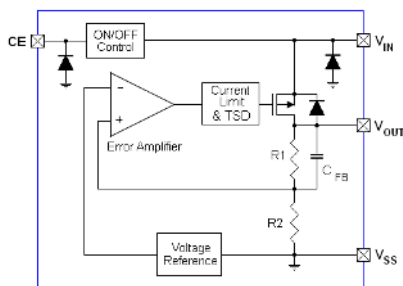 CE
ON/OFF
Control
VIN
Current
Limit
& TSD
−
+
Error Amplifier
VOUT
R1
CFB
R2
Voltage
Reference
VSS